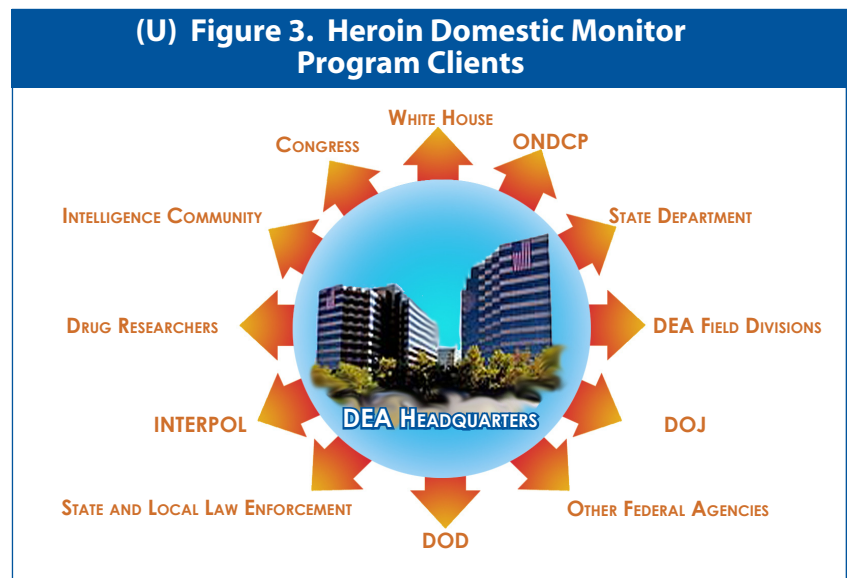 (U) Figure 3. Heroin Domestic Monitor
Program Clients
White House
Congress
ONDCP
Intelligence Community
State Department
Drug Researchers
DEA Field Divisions
INTERPOL
DEA Headquarters
DOJ
State and Local Law Enforcement
Other Federal Agencies
DOD